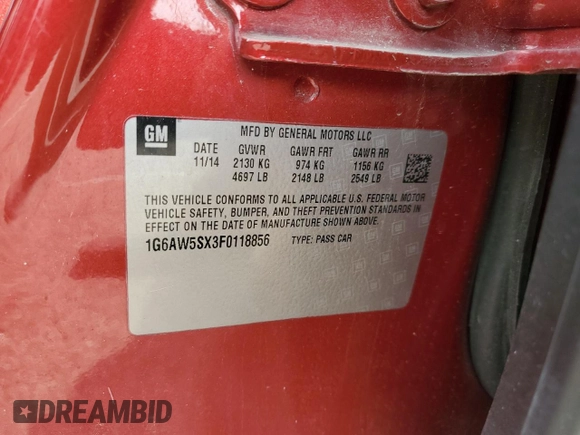 GM
MFD BY GENERAL MOTORS LLC
DATE GVWR GAWR FRT GAWR RR
11/14 2130 KG 974 KG 1156 KG
4697 LB 2148 LB 2549 LB
THIS VEHICLE CONFORMS TO ALL APPLICABLE U.S. FEDERAL MOTOR
VEHICLE SAFETY, BUMPER, AND THEFT PREVENTION STANDARDS IN
EFFECT ON THE DATE OF MANUFACTURE SHOWN ABOVE.
1G6AW5SX3F0118856 TYPE: PASS CAR
DREAMBID